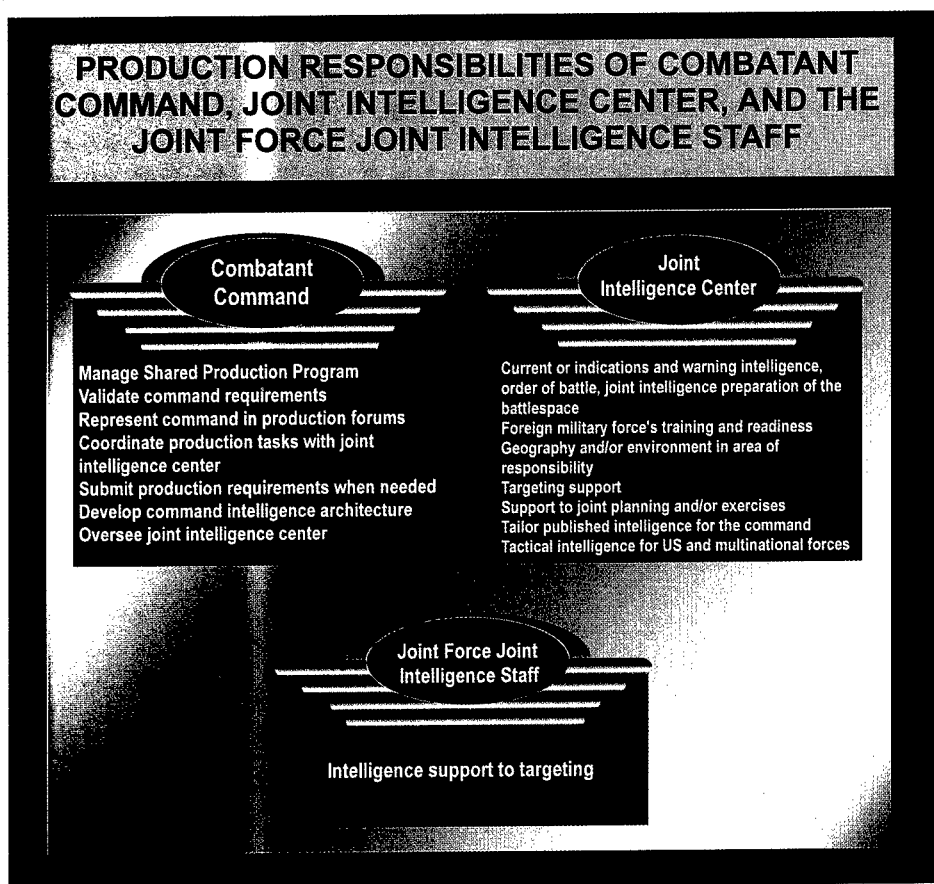 PRODUCTION RESPONSIBILITIES OF COMBATANT
COMMAND, JOINT INTELLIGENCE CENTER, AND THE
JOINT FORCE JOINT INTELLIGENCE STAFF
Combatant
Command
Manage Shared Production Program
Validate command requirements
Represent command in production forums
Coordinate production tasks with joint
intelligence center
Submit production requirements when needed
Develop command intelligence architecture
Oversee joint intelligence center
Joint
Intelligence Center
Current or indications and warning intelligence,
order of battle, joint intelligence preparation of the
battlespace
Foreign military force's training and readiness
Geography and/or environment in area of
responsibility
Targeting support
Support to joint planning and/or exercises
Tailor published intelligence for the command
Tactical intelligence for US and multinational forces
Joint Force Joint
Intelligence Staff
Intelligence support to targeting